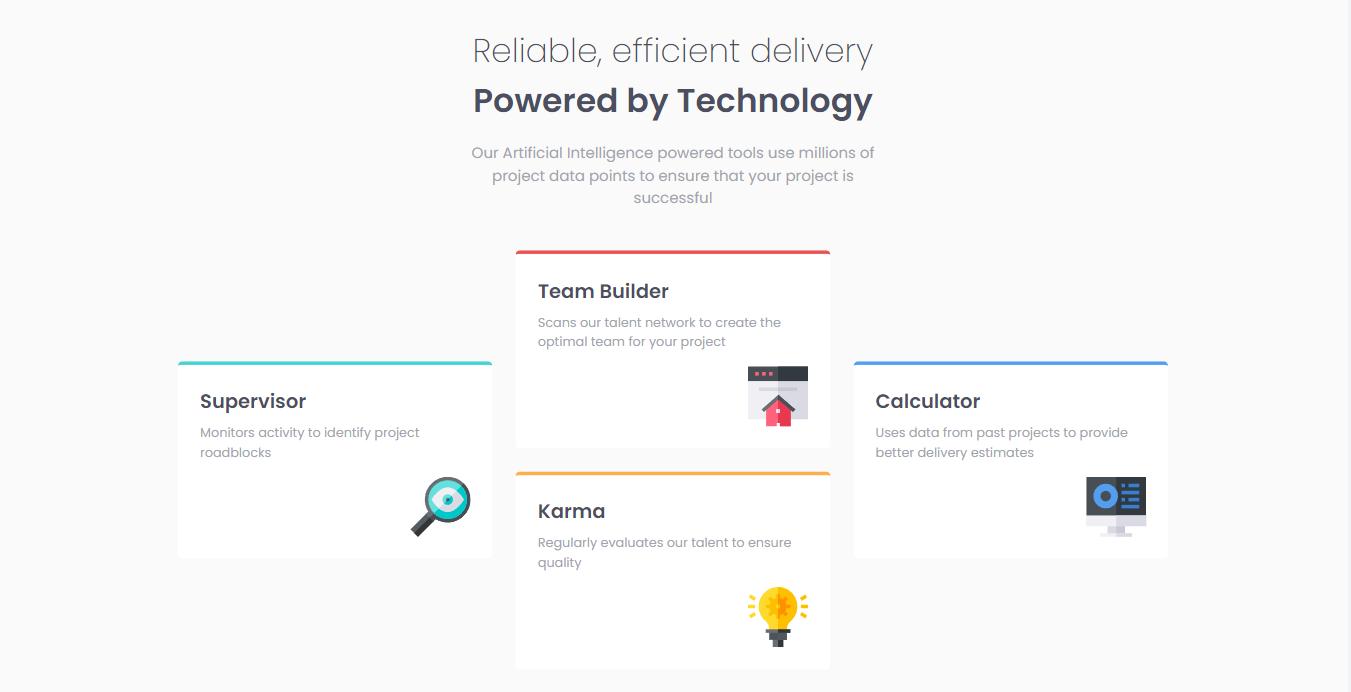 Reliable, efficient delivery
Powered by Technology
Our Artificial Intelligence powered tools use millions of
project data points to ensure that your project is
successful
Supervisor
Monitors activity to identify project
roadblocks
Team Builder
Scans our talent network to create the
optimal team for your project
Karma
Regularly evaluates our talent to ensure
quality
Calculator
Uses data from past projects to provide
better delivery estimates